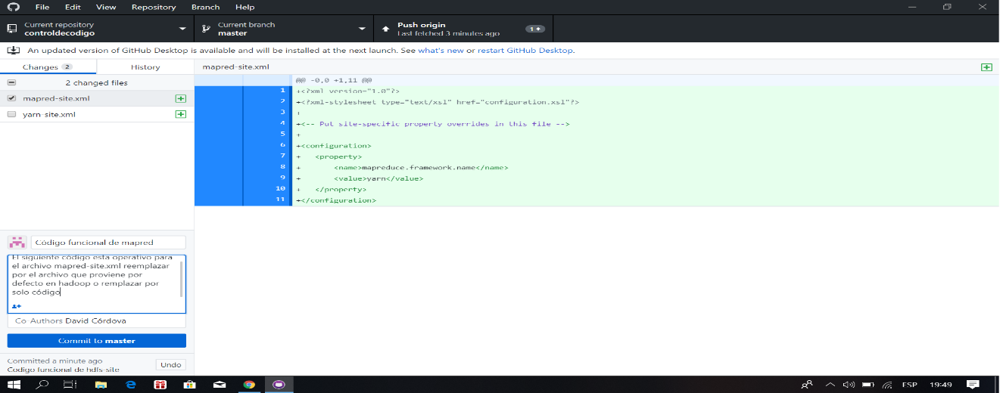 File Edit View Repository Branch Help
Current repository
controldecodigo
Current branch
master
Push origin
Last fetched 3 minutes ago
1
An updated version of GitHub Desktop is available and will be installed at the next launch. See what's new or restart GitHub Desktop.
Changes 2
History
mapred-site.xml
2 changed files
mapred-site.xml
yarn-site.xml
@@ -0,0 +1,11 @@
1 +<?xml version="1.0"?>
2 +<?xml-stylesheet type="text/xsl" href="configuration.xsl"?>
3 +
4 +<-- Put site-specific property overrides in this file -->
5 +
6 +<configuration>
7 + <property>
8 + <name>mapreduce.framework.name</name>
9 + <value>yarn</value>
10 + </property>
11 +</configuration>
Código funcional de mapred
El siguiente código esta operativo para
el archivo mapred-site.xml reemplazar
por el archivo que proviene por
defecto en hadoop o remplazar por
solo código
Co-Authors David Córdova
Commit to master
Committed a minute ago
Codigo funcional de hdfs-site
Undo
ESP 19:49